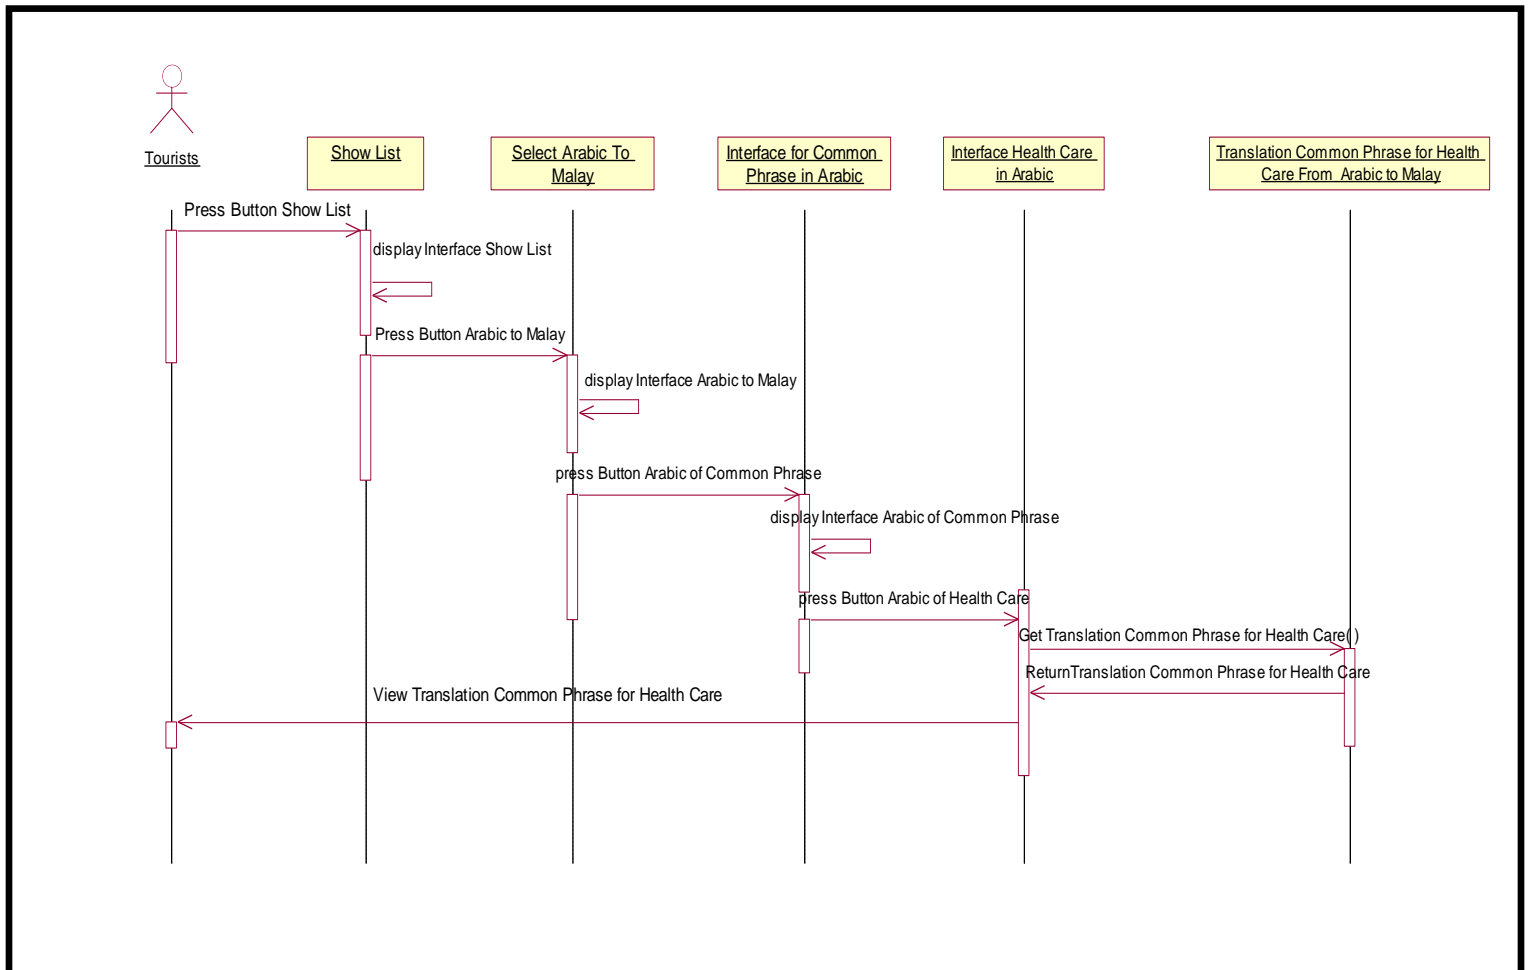 Tourists
Show List
Select Arabic To
Malay
Interface for Common
Phrase in Arabic
Interface Health Care
in Arabic
Translation Common Phrase for Health
Care From Arabic to Malay
Press Button Show List
display Interface Show List
Press Button Arabic to Malay
display Interface Arabic to Malay
press Button Arabic of Common Phrase
display Interface Arabic of Common Phrase
press Button Arabic of Health Care
Get Translation Common Phrase for Health Care( )
ReturnTranslation Common Phrase for Health Care
View Translation Common Phrase for Health Care